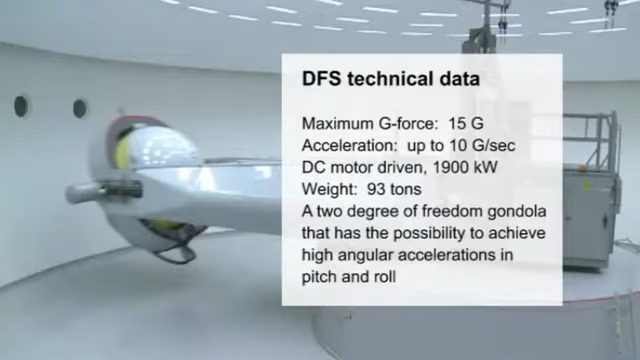 DFS technical data
Maximum G-force: 15 G
Acceleration: up to 10 G/sec
DC motor driven, 1900 kW
Weight: 93 tons
A two degree of freedom gondola
that has the possibility to achieve
high angular accelerations in
pitch and roll